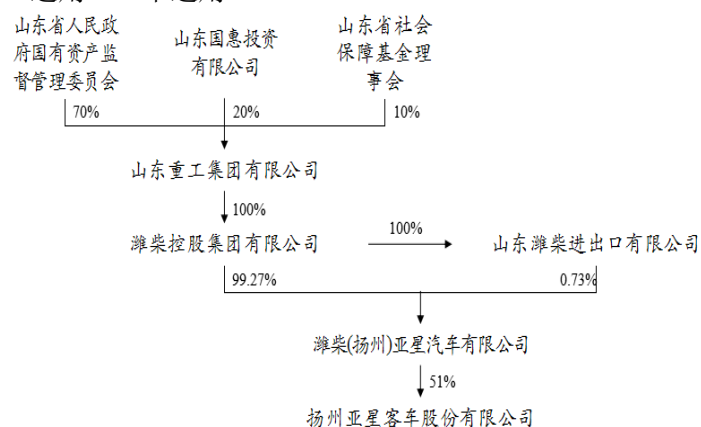 山东省人民政
府国有资产监
督管理委员会
山东国惠投资
有限公司
山东省社会
保障基金理
事会
70%
20%
10%
山东重工集团有限公司
100%
潍柴控股集团有限公司
100%
山东潍柴进出口有限公司
99.27%
0.73%
潍柴(扬州)亚星汽车有限公司
51%
扬州亚星客车股份有限公司